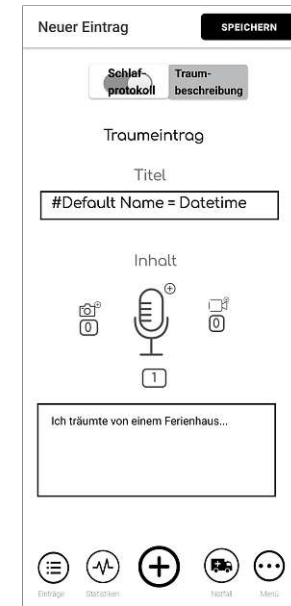 Neuer Eintrag SPEICHERN
Schlaf- Traum-
protokoll beschreibung
Traumeintrag
Titel
#Default Name = Datetime
Inhalt
0 0
1
Ich träumte von einem Ferienhaus...
Einträge Statistiken Notfall Menü